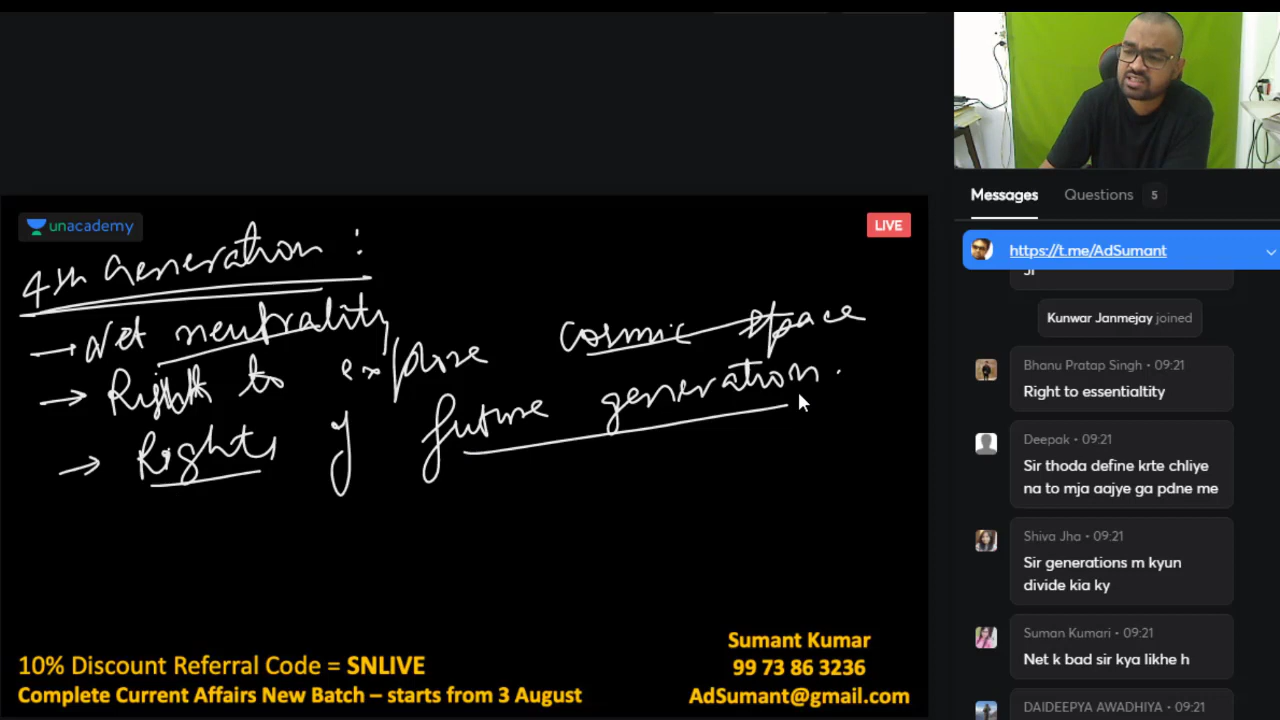 unacademy
LIVE
4th Generation :
→ Net neutrality
→ Right to explore cosmic space
→ Rights of future generation.
10% Discount Referral Code = SNLIVE
Complete Current Affairs New Batch – starts from 3 August
Sumant Kumar
99 73 86 3236
AdSumant@gmail.com
Messages
Questions 5
https://t.me/AdSumant
JI
Kunwar Janmejay joined
Bhanu Pratap Singh • 09:21
Right to essentialtity
Deepak • 09:21
Sir thoda define krte chliye
na to mja aajye ga pdne me
Shiva Jha • 09:21
Sir generations m kyun
divide kia ky
Suman Kumari • 09:21
Net k bad sir kya likhe h
DAIDEEPYA AWADHIYA • 09:21